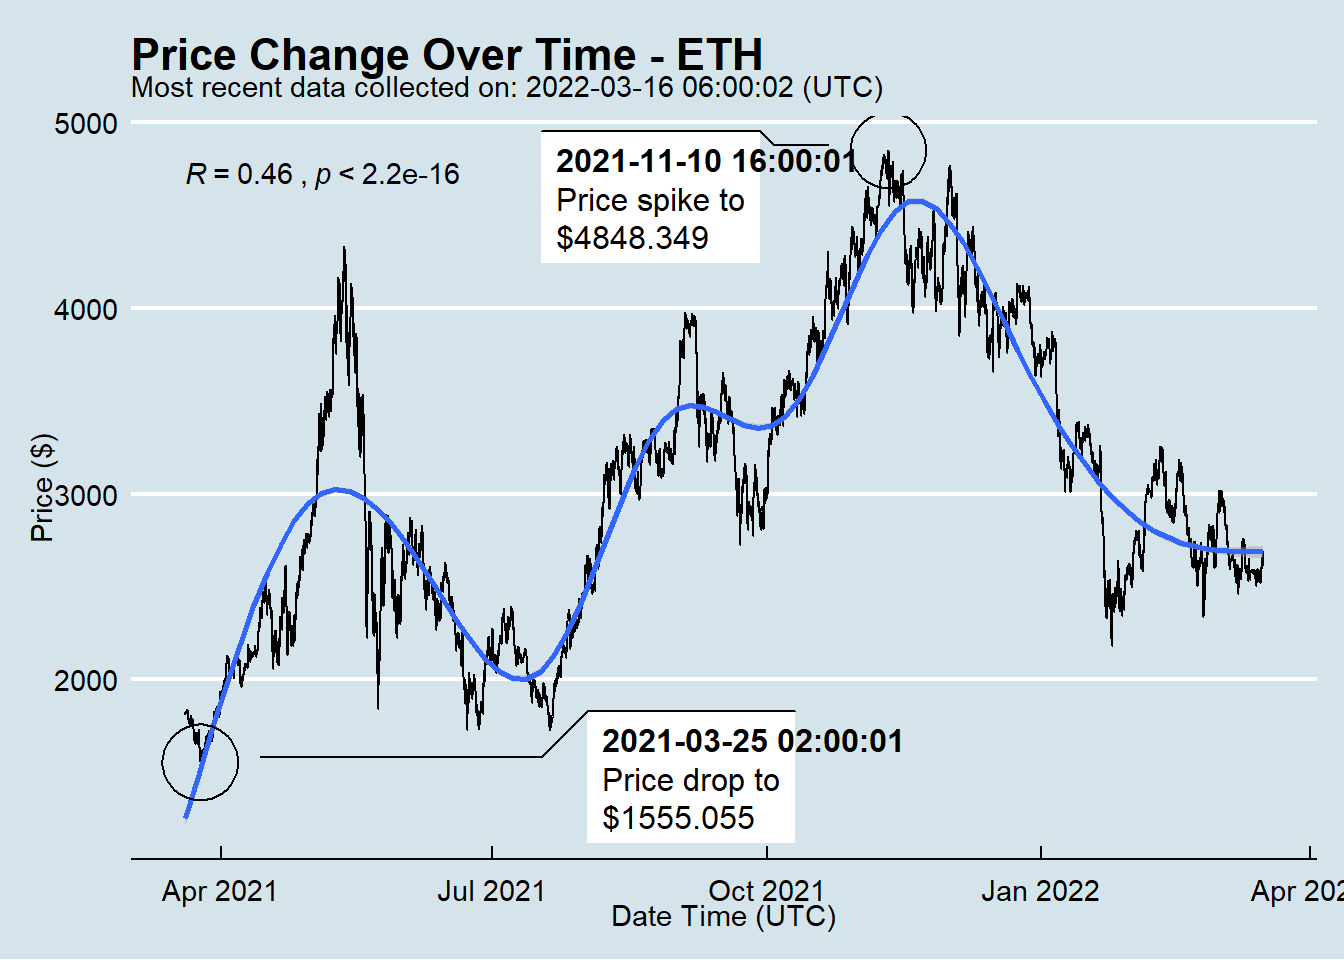 Price Change Over Time - ETH
Most recent data collected on: 2022-03-16 06:00:02 (UTC)
5000
R = 0.46 , p < 2.2e-16
2021-11-10 16:00:01
Price spike to
$4848.349
4000
Price ($)
3000
2000
2021-03-25 02:00:01
Price drop to
$1555.055
Apr 2021 Jul 2021 Oct 2021 Jan 2022 Apr 202
Date Time (UTC)